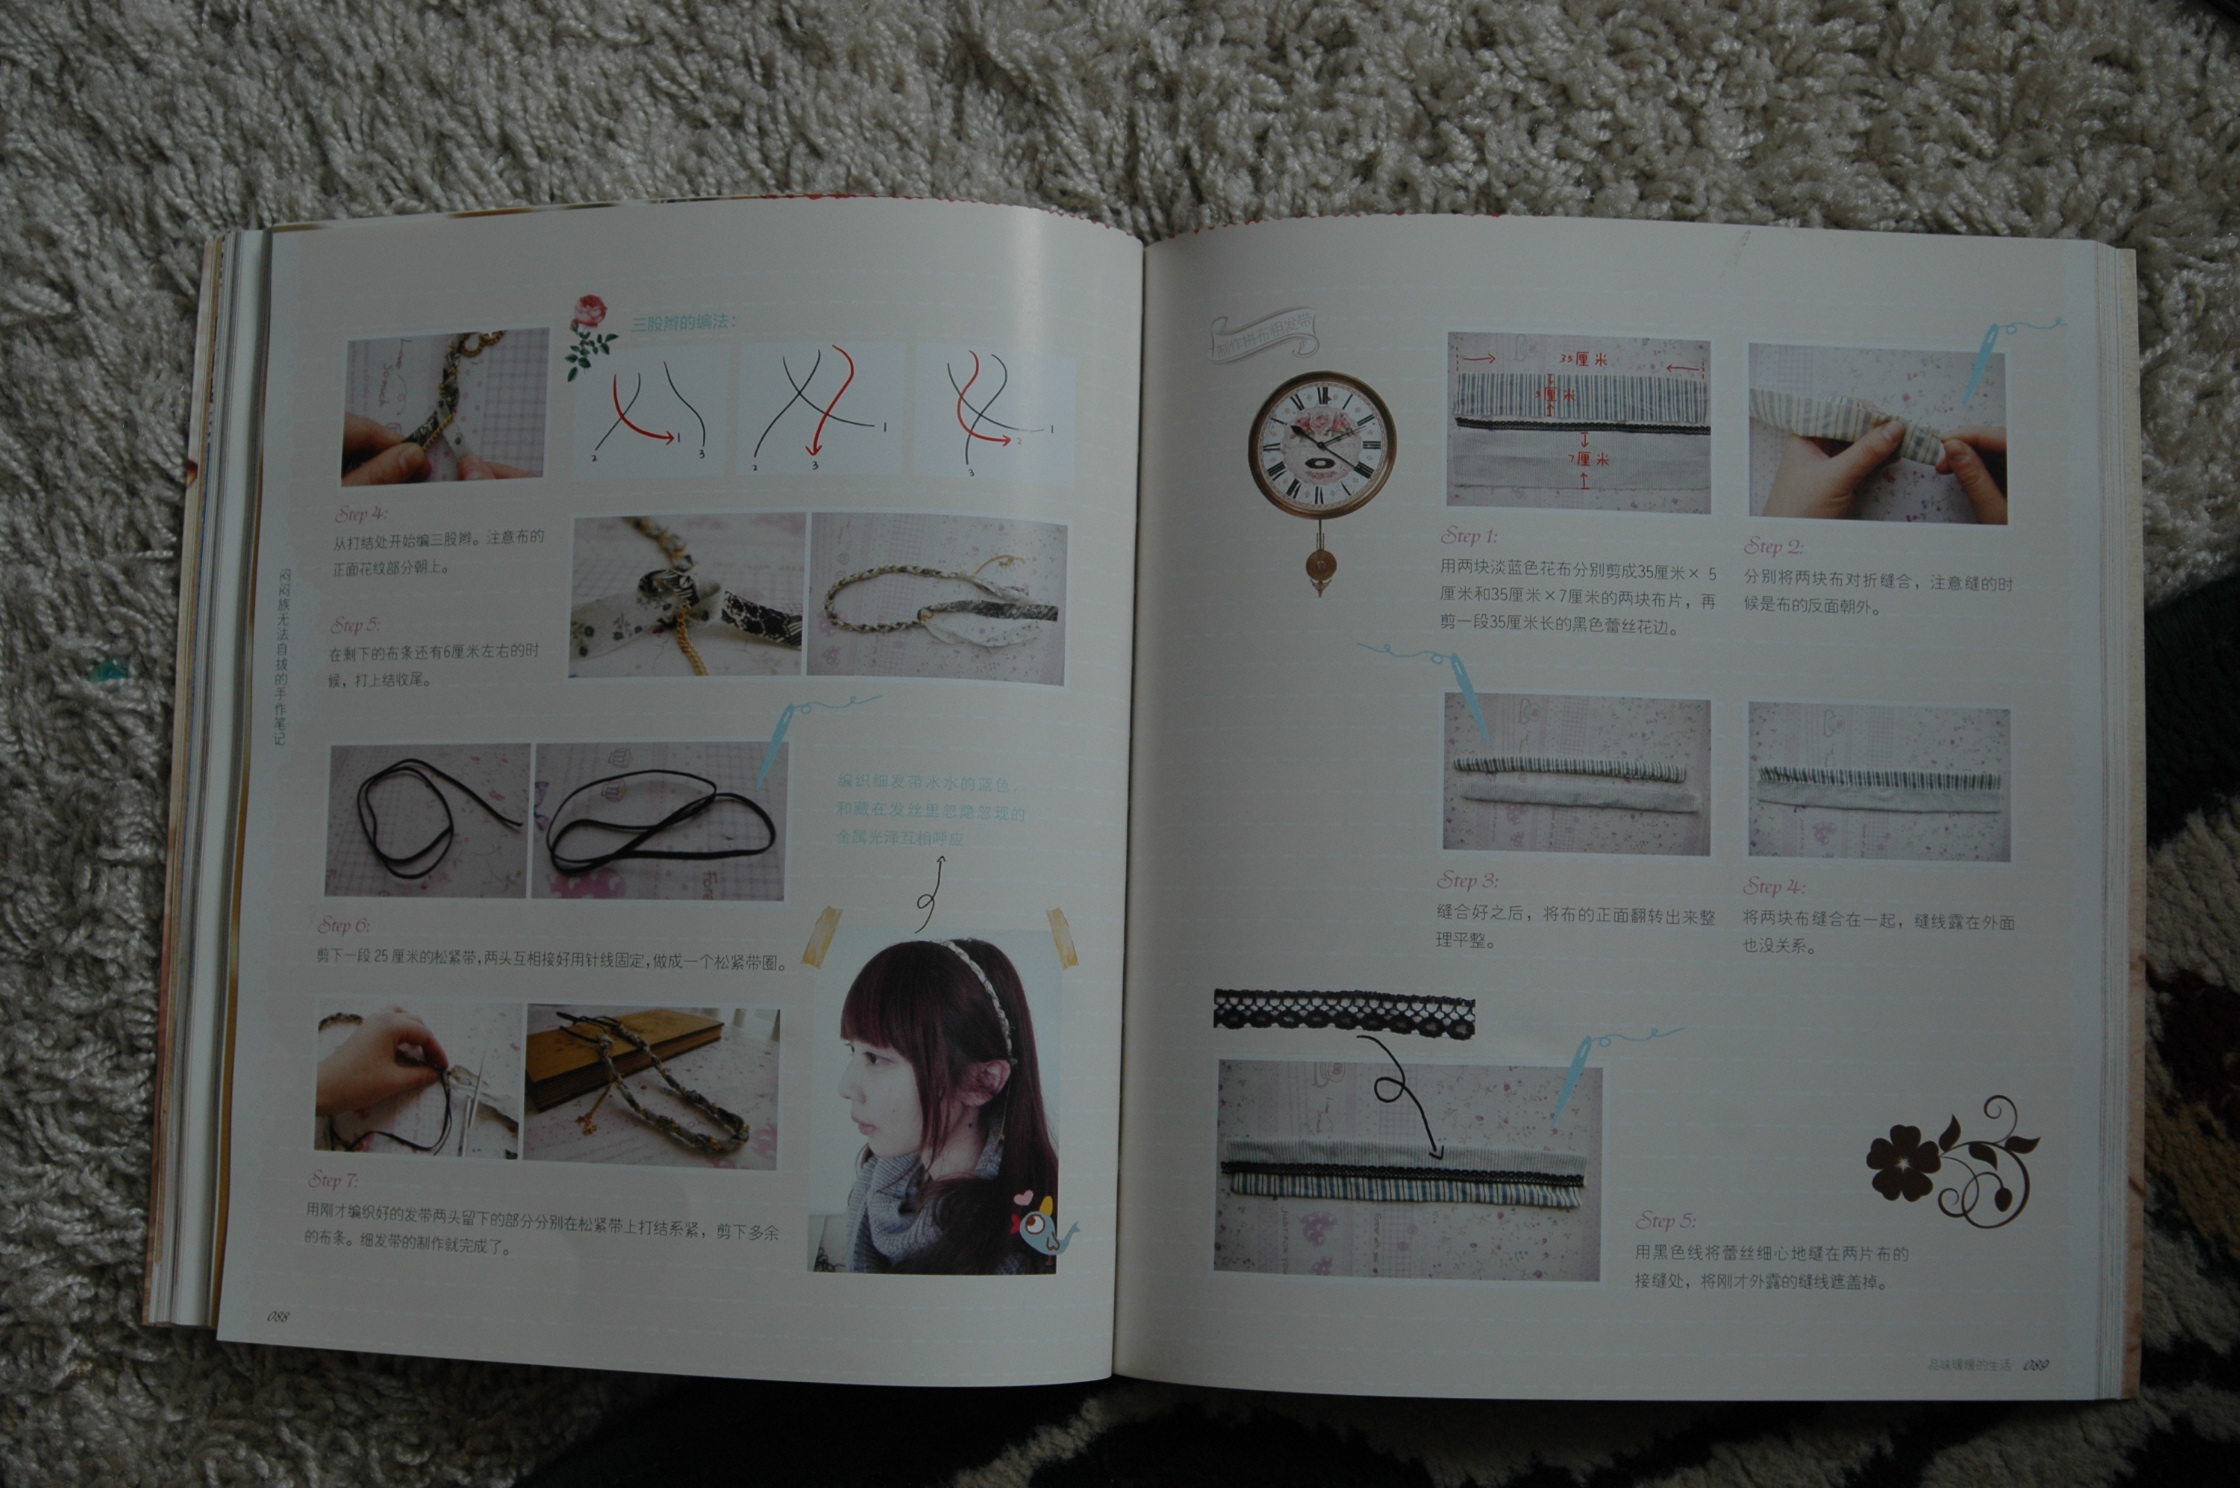 三股辫的编法:
1
2
3
1
2
3
1
2
3
Step 4:
从打结处开始编三股辫。注意布的
正面花纹部分朝上。
Step 5:
在剩下的布条还有6厘米左右的时
候，打上结收尾。
闷闷族无法自拔的手作笔记
编织细发带水水的蓝色，
和藏在发丝里忽隐忽现的
金属光泽互相呼应
Step 6:
剪下一段25厘米的松紧带,两头互相接好用针线固定,做成一个松紧带圈。
Step 7:
用刚才编织好的发带两头留下的部分分别在松紧带上打结系紧，剪下多余
的布条。细发带的制作就完成了。
088
35厘米
5厘米
7厘米
Step 1:
用两块淡蓝色花布分别剪成35厘米× 5
厘米和35厘米×7厘米的两块布片，再
剪一段35厘米长的黑色蕾丝花边。
Step 2:
分别将两块布对折缝合，注意缝的时
候是布的反面朝外。
Step 3:
缝合好之后，将布的正面翻转出来整
理平整。
Step 4:
将两块布缝合在一起，缝线露在外面
也没关系。
Step 5:
用黑色线将蕾丝细心地缝在两片布的
接缝处，将刚才外露的缝线遮盖掉。
品味缓缓的生活 089